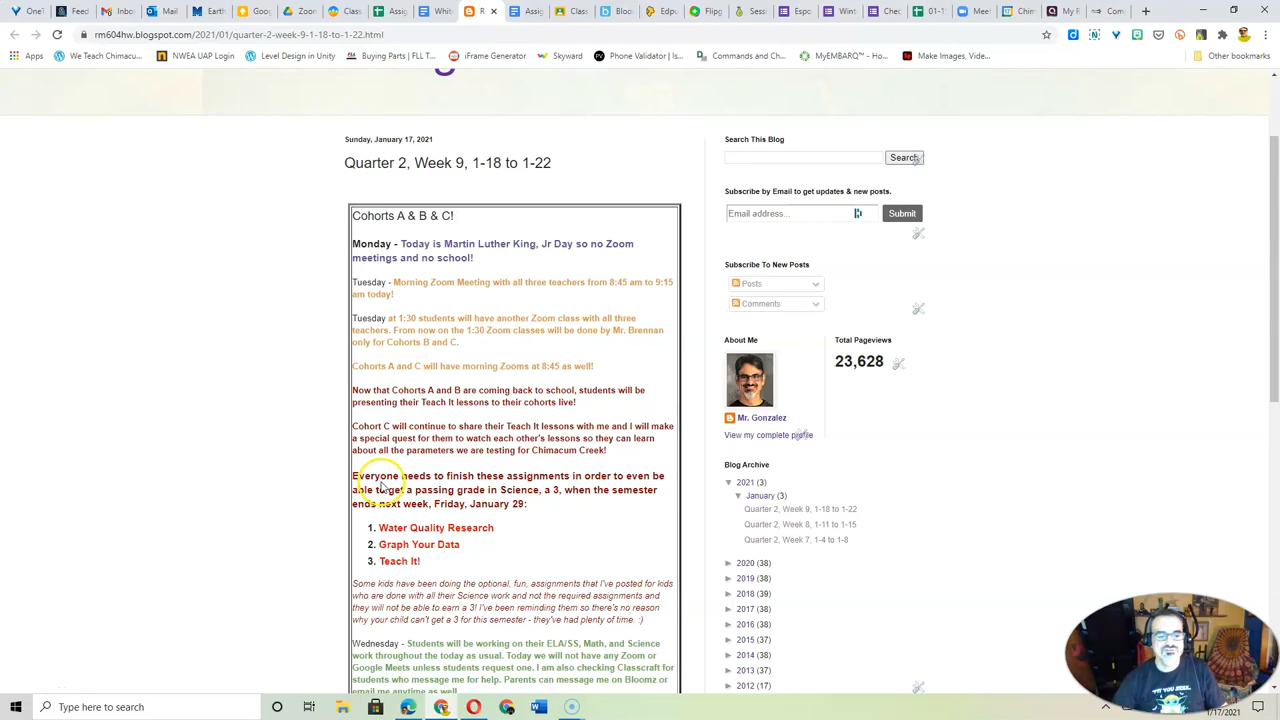 One!
R
4
Com
rm604hw.blogspot.com/2021/01/quarter-2-week-9-1-18-to-1-22.html
Apps
We Teach Chimacu...
NWEA UAP Login
Level Design in Unity
Buying Parts | FLL T...
iFrame Generator
Skyward
Phone Validator | Is...
Commands and Ch...
MyEMBARQ™- Ho...
Make Images, Vide...
Other bookmarks
Sunday, January 17, 2021
Quarter 2, Week 9, 1-18 to 1-22
Cohorts A & B & C!
Monday - Today is Martin Luther King, Jr Day so no Zoom
meetings and no school!
Tuesday - Morning Zoom Meeting with all three teachers from 8:45 am to 9:15
am today!
Tuesday at 1:30 students will have another Zoom class with all three
teachers. From now on the 1:30 Zoom classes will be done by Mr. Brennan
only for Cohorts B and C.
Cohorts A and C will have morning Zooms at 8:45 as well!
Now that Cohorts A and B are coming back to school, students will be
presenting their Teach It lessons to their cohorts live!
Cohort C will continue to share their Teach It lessons with me and I will make
a special quest for them to watch each other's lessons so they can learn
about all the parameters we are testing for Chimacum Creek!
Everyone needs to finish these assignments in order to even be
able to get a passing grade in Science, a 3, when the semester
ends next week, Friday, January 29:
1. Water Quality Research
2. Graph Your Data
3. Teach It!
Some kids have been doing the optional, fun, assignments that I've posted for kids
who are done with all their Science work and not the required assignments and
they will not be able to earn a 3! I've been reminding them so there's no reason
why your child can't get a 3 for this semester - they've had plenty of time. :)
Wednesday - Students will be working on their ELA/SS, Math, and Science
work throughout the today as usual. Today we will not have any Zoom or
Google Meets unless students request one. I am also checking Classcraft for
students who message me for help. Parents can message me on Bloomz or
email me anytime as well.
Search This Blog
Search
Subscribe by Email to get updates & new posts.
Email address...
Submit
Subscribe To New Posts
Posts
Comments
About Me
Mr. Gonzalez
View my complete profile
Total Pageviews
23,628
Blog Archive
▼ 2021 (3)
▼ January (3)
Quarter 2, Week 9, 1-18 to 1-22
Quarter 2, Week 8, 1-11 to 1-15
Quarter 2, Week 7, 1-4 to 1-8
► 2020 (38)
► 2019 (38)
► 2018 (39)
► 2017 (38)
► 2016 (38)
► 2015 (37)
► 2014 (37)
► 2013 (37)
► 2012 (17)
Type here to search
1/17/2021